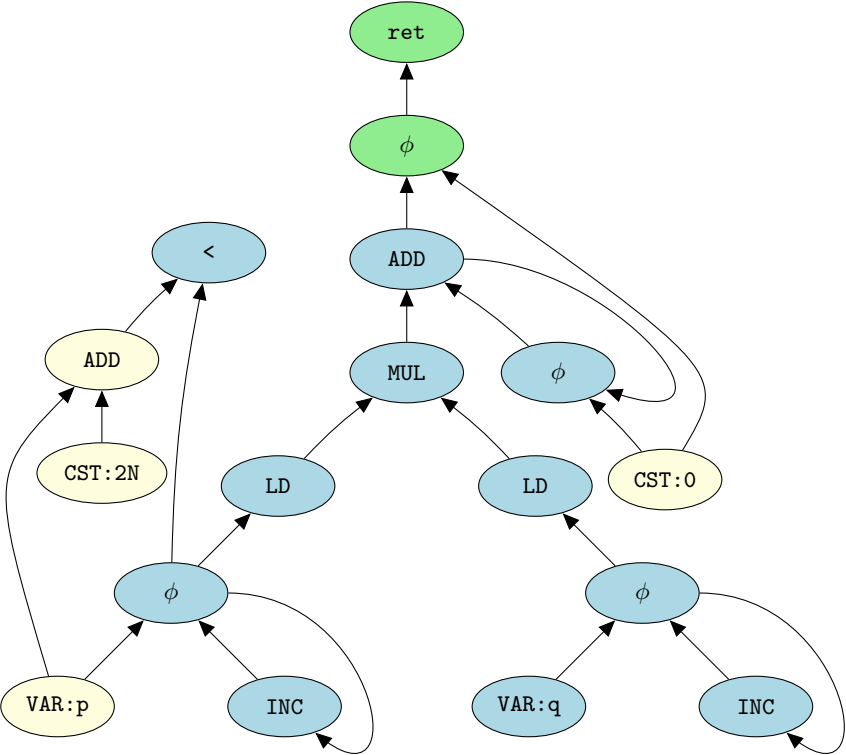 ret
ϕ
<
ADD
ADD
MUL
ϕ
CST:2N
LD
LD
CST:0
ϕ
ϕ
VAR:p
INC
VAR:q
INC